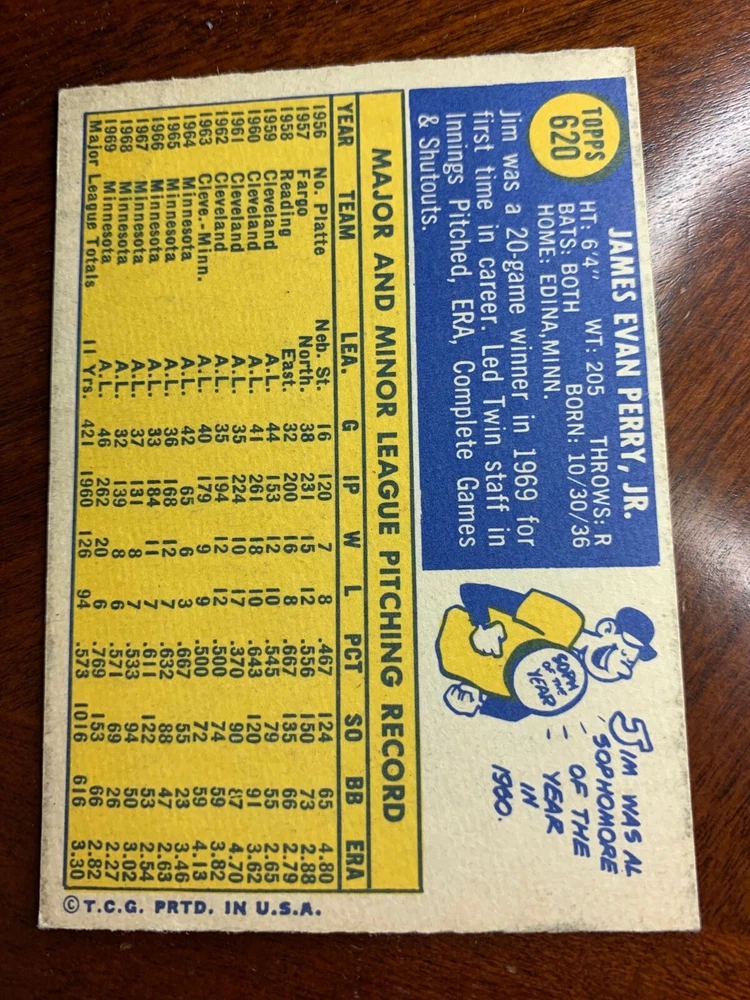 TOPPS
620
JAMES EVAN PERRY, JR.
HT: 6'4" WT: 205 THROWS: R
BATS: BOTH BORN: 10/30/36
HOME: EDINA, MINN.
Jim was a 20-game winner in 1969 for
first time in career. Led Twin staff in
Innings Pitched, ERA, Complete Games
& Shutouts.
JIM WAS AL
SOPHOMORE
OF THE
YEAR
IN
1960.
SOPH
OF THE
YEAR
MAJOR AND MINOR LEAGUE PITCHING RECORD
YEAR TEAM LEA. G IP W L PCT SO BB ERA
1956 No. Platte Neb. St. 16 120 7 8 .467 124 65 4.80
1957 Fargo North. 38 231 15 12 .556 150 73 2.88
1958 Reading East. 32 200 16 8 .667 135 66 2.79
1959 Cleveland A.L. 44 153 12 10 .545 79 55 2.65
1960 Cleveland A.L. 41 261 18 10 .643 120 91 3.62
1961 Cleveland A.L. 35 224 10 17 .370 90 87 4.70
1962 Cleveland A.L. 35 194 12 12 .500 74 59 3.82
1963 Cleve.-Minn. A.L. 40 179 9 9 .500 72 59 4.13
1964 Minnesota A.L. 42 65 6 3 .667 55 23 3.46
1965 Minnesota A.L. 36 168 12 7 .632 88 47 2.63
1966 Minnesota A.L. 33 184 11 7 .611 122 53 2.54
1967 Minnesota A.L. 37 131 8 7 .533 94 50 3.02
1968 Minnesota A.L. 32 139 8 6 .571 69 26 2.27
1969 Minnesota A.L. 46 262 20 6 .769 153 66 2.82
Major League Totals 11 Yrs. 421 1960 126 94 .573 1016 616 3.30
© T.C.G. PRTD. IN U.S.A.